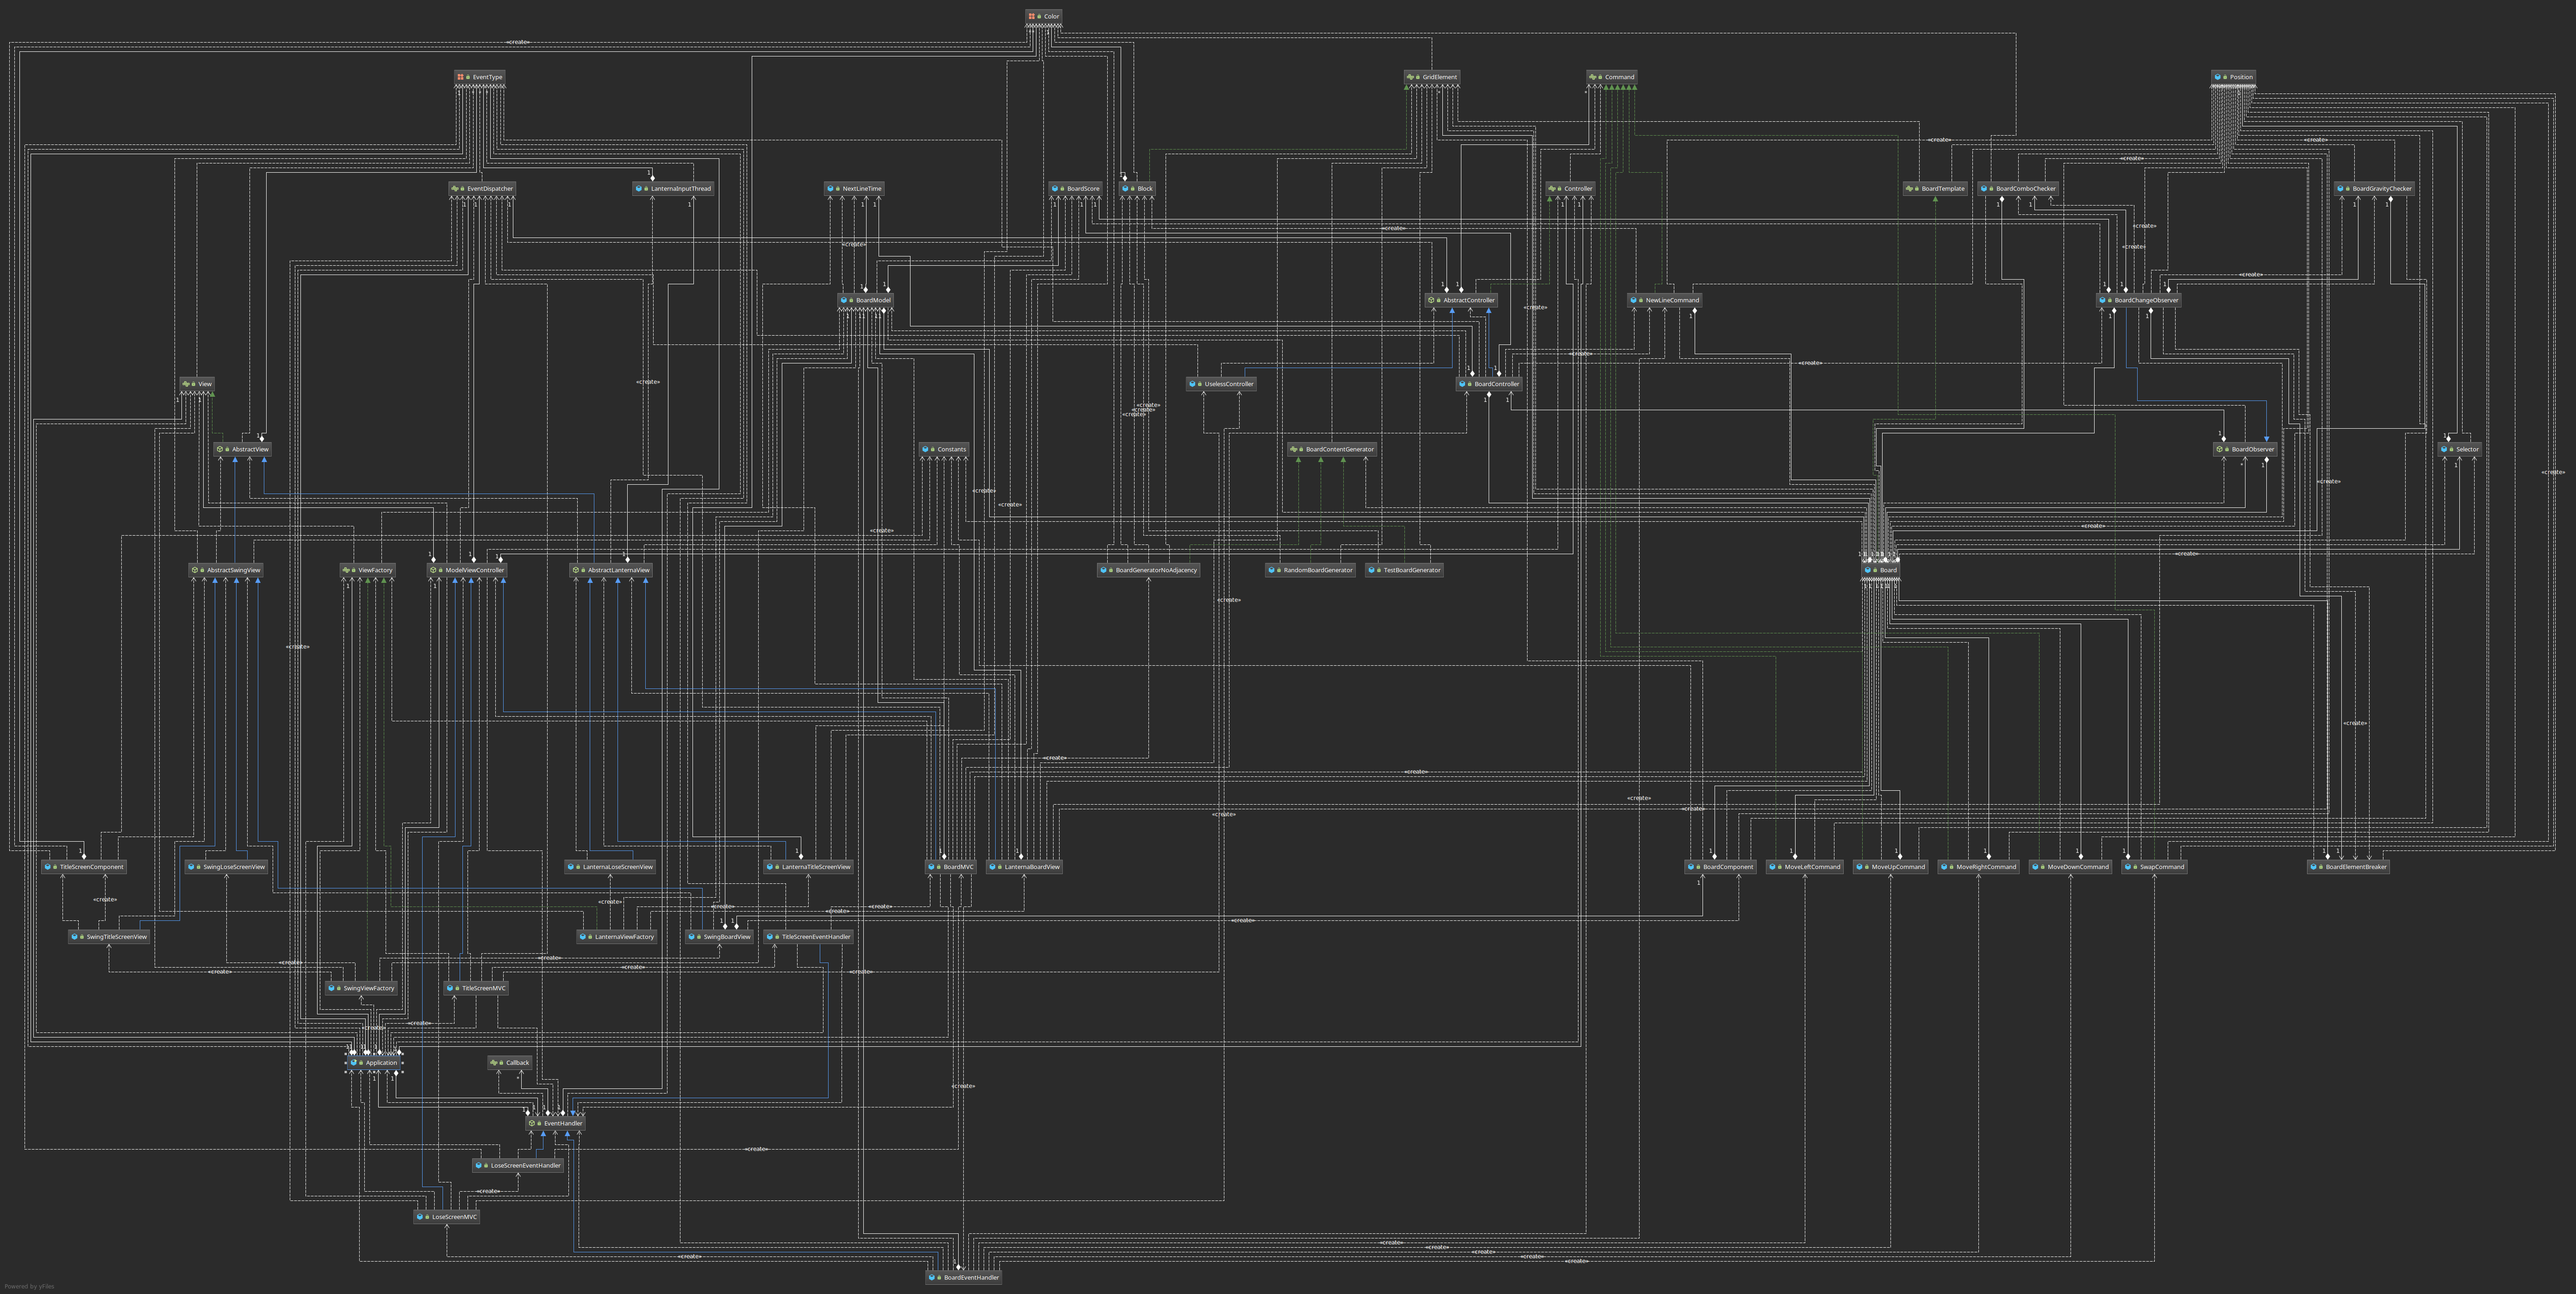 Color
«create»
EventType
GridElement
Command
Position
«create»
«create»
EventDispatcher
LanternaInputThread
NextLineTime
BoardScore
Block
Controller
BoardTemplate
BoardComboChecker
BoardGravityChecker
«create»
«create»
«create»
«create»
«create»
BoardModel
AbstractController
NewLineCommand
BoardChangeObserver
«create»
«create»
«create»
View
«create»
UselessController
BoardController
«create»
«create»
«create»
AbstractView
Constants
BoardContentGenerator
BoardObserver
Selector
«create»
«create»
«create»
«create»
«create»
«create»
«create»
AbstractSwingView
ViewFactory
ModelViewController
AbstractLanternaView
BoardGeneratorNoAdjacency
RandomBoardGenerator
TestBoardGenerator
Board
«create»
«create»
«create»
«create»
«create»
«create»
«create»
«create»
TitleScreenComponent
SwingLoseScreenView
LanternaLoseScreenView
LanternaTitleScreenView
BoardMVC
LanternaBoardView
BoardComponent
MoveLeftCommand
MoveUpCommand
MoveRightCommand
MoveDownCommand
SwapCommand
BoardElementBreaker
«create»
«create»
«create»
«create»
«create»
SwingTitleScreenView
LanternaViewFactory
SwingBoardView
TitleScreenEventHandler
«create»
«create»
«create»
«create»
«create»
SwingViewFactory
TitleScreenMVC
«create»
«create»
Application
Callback
«create»
EventHandler
«create»
LoseScreenEventHandler
«create»
LoseScreenMVC
«create»
«create»
«create»
«create»
«create»
«create»
BoardEventHandler
Powered by yFiles